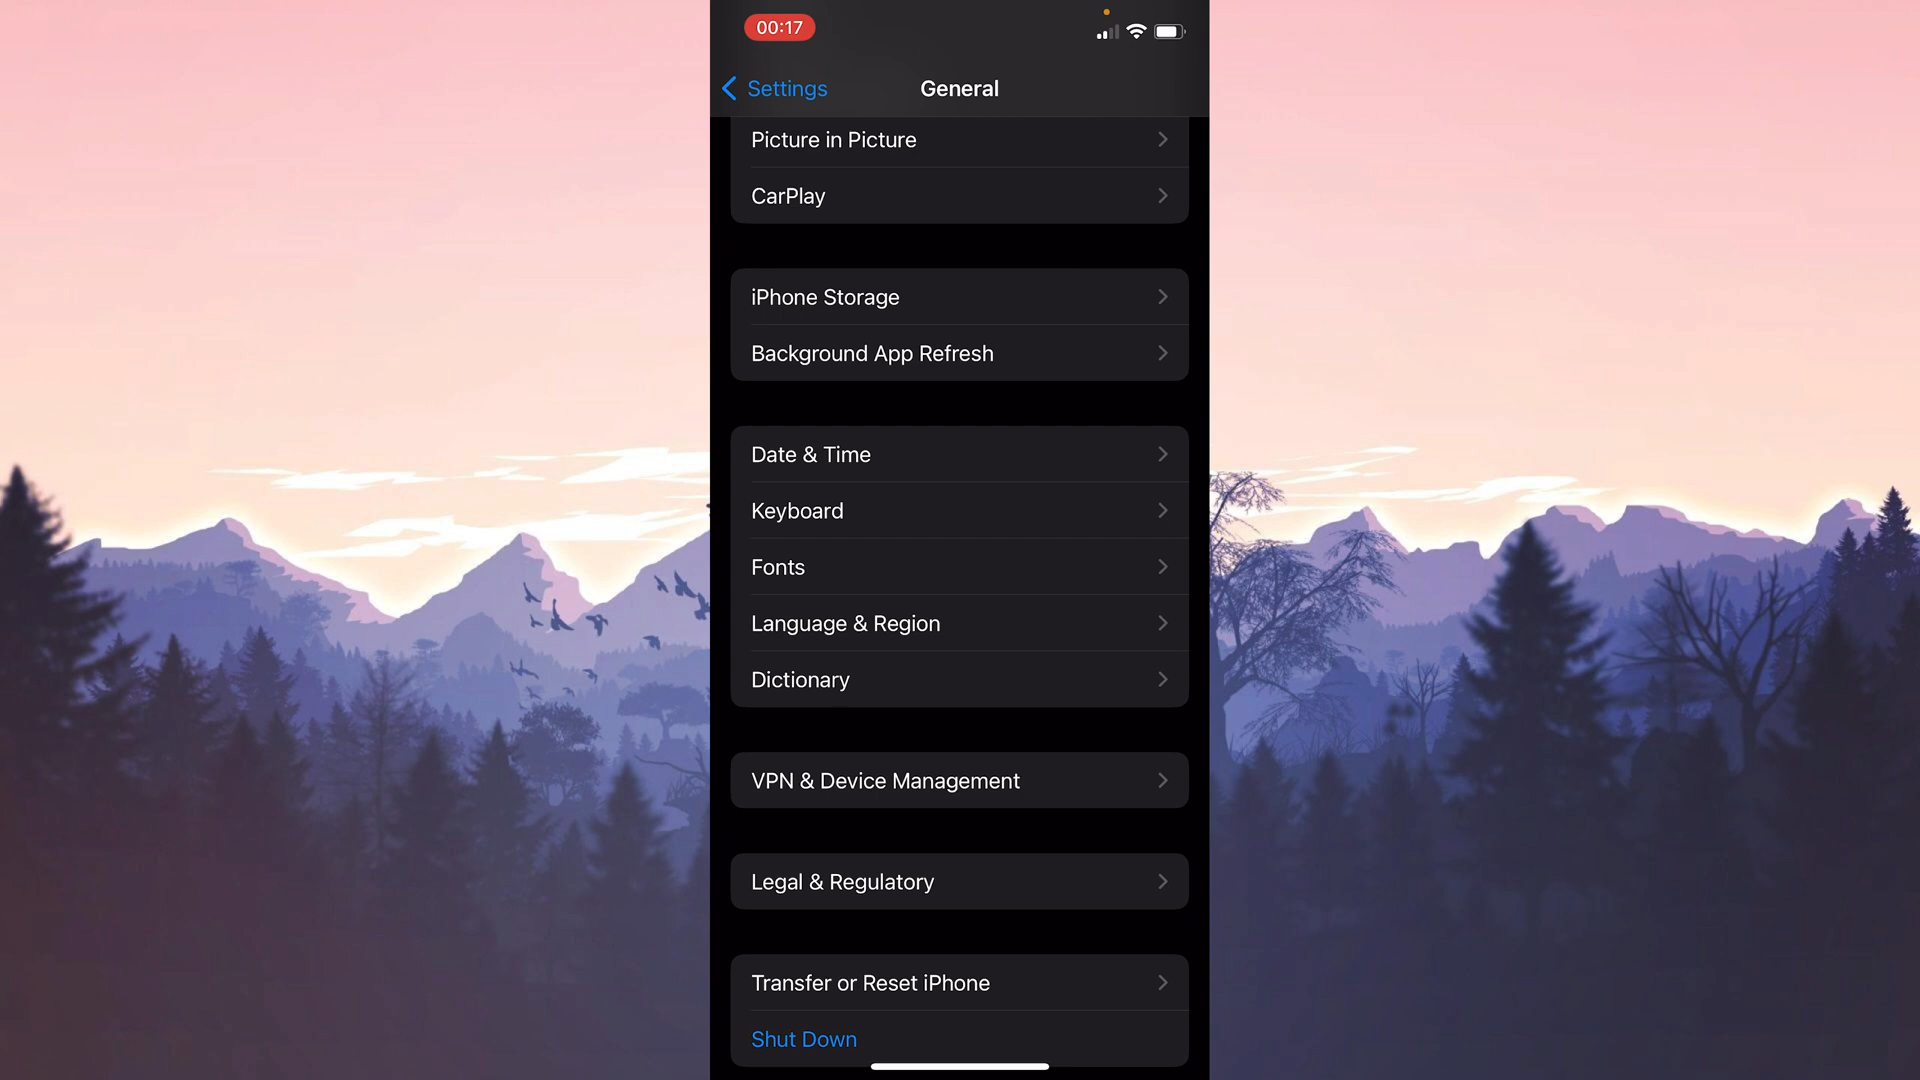 00:17
Settings
General
Picture in Picture
CarPlay
iPhone Storage
Background App Refresh
Date & Time
Keyboard
Fonts
Language & Region
Dictionary
VPN & Device Management
Legal & Regulatory
Transfer or Reset iPhone
Shut Down